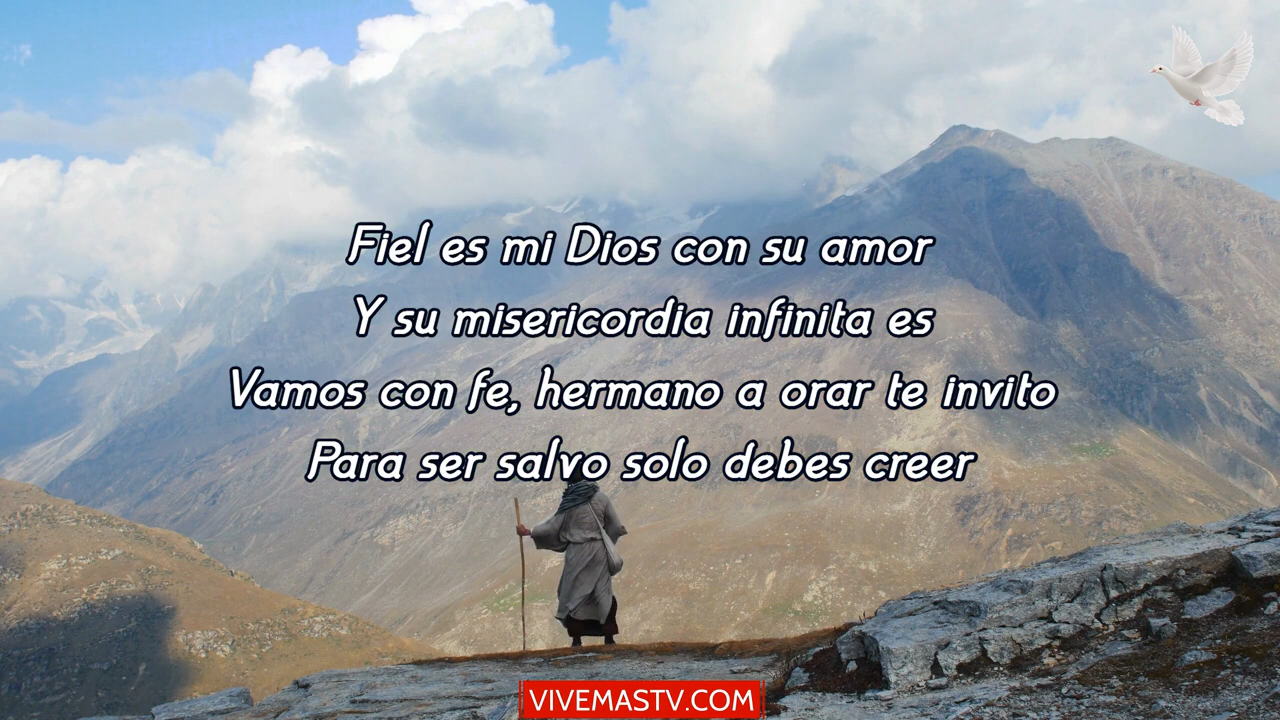 Fiel es mi Dios con su amor
Y su misericordia infinita es
Vamos con fe, hermano a orar te invito
Para ser salvo solo debes creer
VIVEMASTV.COM